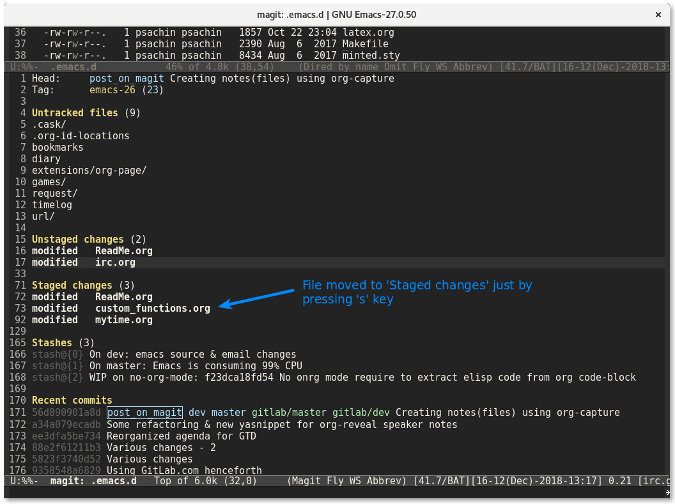 magit: .emacs.d | GNU Emacs-27.0.50
36 -rw-rw-r--. 1 psachin psachin 1857 Oct 22 23:04 latex.org
37 -rw-rw-r--. 1 psachin psachin 2390 Aug 6 2017 Makefile
38 -rw-rw-r--. 1 psachin psachin 8434 Aug 6 2017 minted.sty
U:%%- .emacs.d 46% of 4.8k (38,54) (Dired by name Omit Fly WS Abbrev) [41.7/BAT][16-12(Dec)-2018-13:
1 Head: post_on_magit Creating notes(files) using org-capture
2 Tag: emacs-26 (23)
3
4 Untracked files (9)
5 .cask/
6 .org-id-locations
7 bookmarks
8 diary
9 extensions/org-page/
10 games/
11 request/
12 timelog
13 url/
14
15 Unstaged changes (2)
16 modified ReadMe.org
17 modified irc.org
33
71 Staged changes (3)
72 modified ReadMe.org
73 modified custom_functions.org
92 modified mytime.org
File moved to 'Staged changes' just by
pressing 's' key
129
165 Stashes (3)
166 stash@{0} On dev: emacs source & email changes
167 stash@{1} On master: Emacs is consuming 99% CPU
168 stash@{2} WIP on no-org-mode: f23dca18fd54 No onrg mode require to extract elisp code from org code-block
169
170 Recent commits
171 56d890901a8d post_on_magit dev master gitlab/master gitlab/dev Creating notes(files) using org-capture
172 a34a079ecadb Some refactoring & new yasnippet for org-reveal speaker notes
173 ee3dfa5be734 Reorganized agenda for GTD
174 88e2f61211b3 Various changes - 2
175 5823f3740d52 Various changes
176 9358548a6829 Using GitLab.com henceforth
U:%%- magit: .emacs.d Top of 6.0k (32,0) (Magit Fly WS Abbrev) [41.7/BAT][16-12(Dec)-2018-13:17] 0.21 [irc.